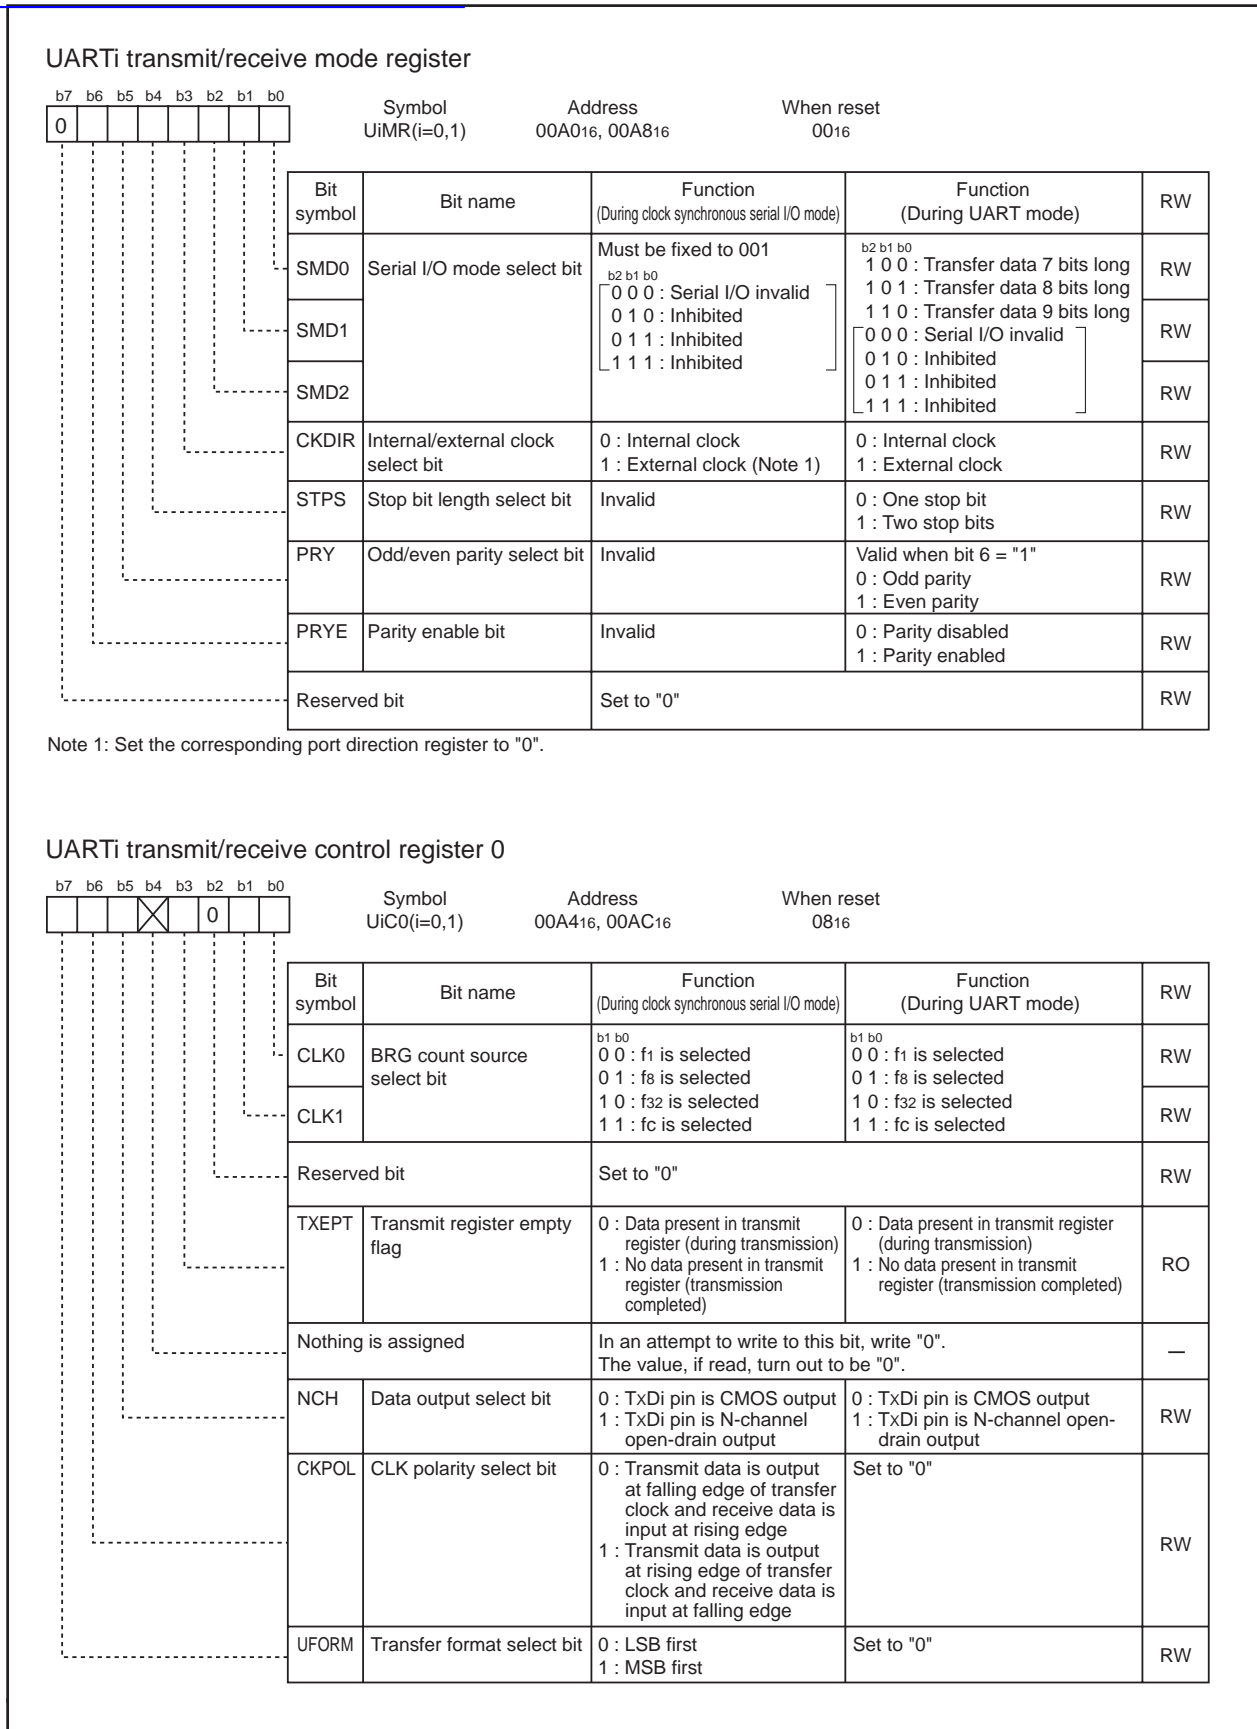 UARTi transmit/receive mode register
b7 b6 b5 b4 b3 b2 b1 b0
Symbol Address When reset
0
UiMR(i=0,1) 00A016, 00A816 0016
Bit symbol Bit name Function (During clock synchronous serial I/O mode) Function (During UART mode) RW
SMD0 Serial I/O mode select bit RW
SMD1 RW
SMD2 RW
Must be fixed to 001
b2 b1 b0
0 0 0 : Serial I/O invalid
0 1 0 : Inhibited
0 1 1 : Inhibited
1 1 1 : Inhibited
b2 b1 b0
1 0 0 : Transfer data 7 bits long
1 0 1 : Transfer data 8 bits long
1 1 0 : Transfer data 9 bits long
0 0 0 : Serial I/O invalid
0 1 0 : Inhibited
0 1 1 : Inhibited
1 1 1 : Inhibited
CKDIR Internal/external clock select bit
0 : Internal clock
1 : External clock (Note 1)
0 : Internal clock
1 : External clock
RW
STPS Stop bit length select bit Invalid
0 : One stop bit
1 : Two stop bits
RW
PRY Odd/even parity select bit Invalid
Valid when bit 6 = "1"
0 : Odd parity
1 : Even parity
RW
PRYE Parity enable bit Invalid
0 : Parity disabled
1 : Parity enabled
RW
Reserved bit Set to "0" RW
Note 1: Set the corresponding port direction register to "0".
UARTi transmit/receive control register 0
b7 b6 b5 b4 b3 b2 b1 b0
Symbol Address When reset
0
UiC0(i=0,1) 00A416, 00AC16 0816
Bit symbol Bit name Function (During clock synchronous serial I/O mode) Function (During UART mode) RW
CLK0 BRG count source select bit RW
CLK1 RW
b1 b0
0 0 : f1 is selected
0 1 : f8 is selected
1 0 : f32 is selected
1 1 : fc is selected
b1 b0
0 0 : f1 is selected
0 1 : f8 is selected
1 0 : f32 is selected
1 1 : fc is selected
Reserved bit Set to "0" RW
TXEPT Transmit register empty flag
0 : Data present in transmit
register (during transmission)
1 : No data present in transmit
register (transmission
completed)
0 : Data present in transmit register
(during transmission)
1 : No data present in transmit
register (transmission completed)
RO
Nothing is assigned
In an attempt to write to this bit, write "0".
The value, if read, turn out to be "0".
—
NCH Data output select bit
0 : TXDi pin is CMOS output
1 : TXDi pin is N-channel
open-drain output
0 : TXDi pin is CMOS output
1 : TXDi pin is N-channel open-
drain output
RW
CKPOL CLK polarity select bit
0 : Transmit data is output
at falling edge of transfer
clock and receive data is
input at rising edge
1 : Transmit data is output
at rising edge of transfer
clock and receive data is
input at falling edge
Set to "0"
RW
UFORM Transfer format select bit
0 : LSB first
1 : MSB first
Set to "0"
RW